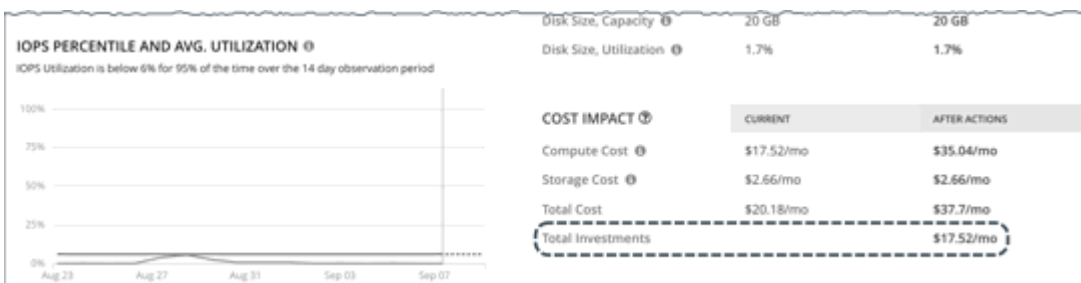 Disk Size, Capacity 20 GB 20 GB
IOPS PERCENTILE AND AVG. UTILIZATION
Disk Size, Utilization 1.7% 1.7%
IOPS Utilization is below 6% for 95% of the time over the 14 day observation period
100%
75%
50%
25%
0%
Aug 23 Aug 27 Aug 31 Sep 03 Sep 07
COST IMPACT CURRENT AFTER ACTIONS
Compute Cost $17.52/mo $35.04/mo
Storage Cost $2.66/mo $2.66/mo
Total Cost $20.18/mo $37.7/mo
Total Investments $17.52/mo